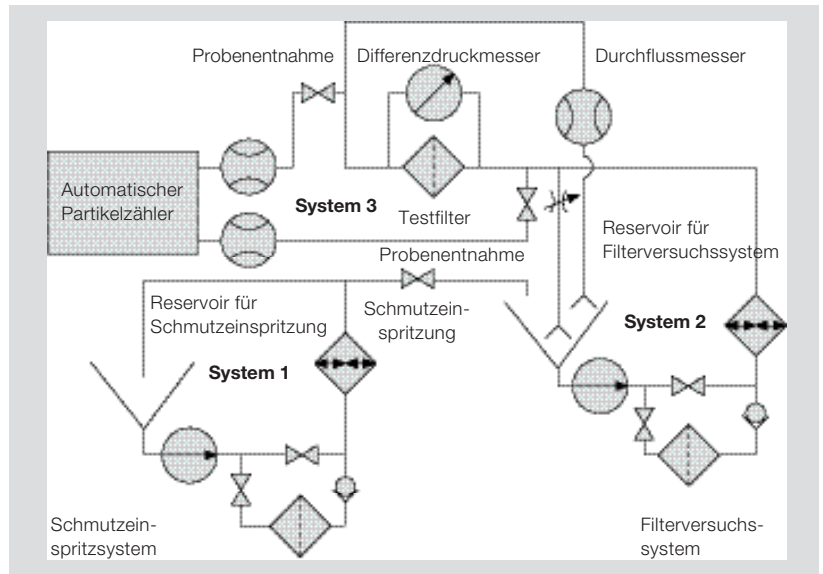 Probenentnahme
Differenzdruckmesser
Durchflussmesser
Automatischer
Partikelzähler
System 3
Testfilter
Probenentnahme
Reservoir für
Filterversuchssystem
Reservoir für
Schmutzeinspritzung
Schmutzein-
spritzung
System 2
System 1
Schmutzein-
spritzsystem
Filterversuchs-
system